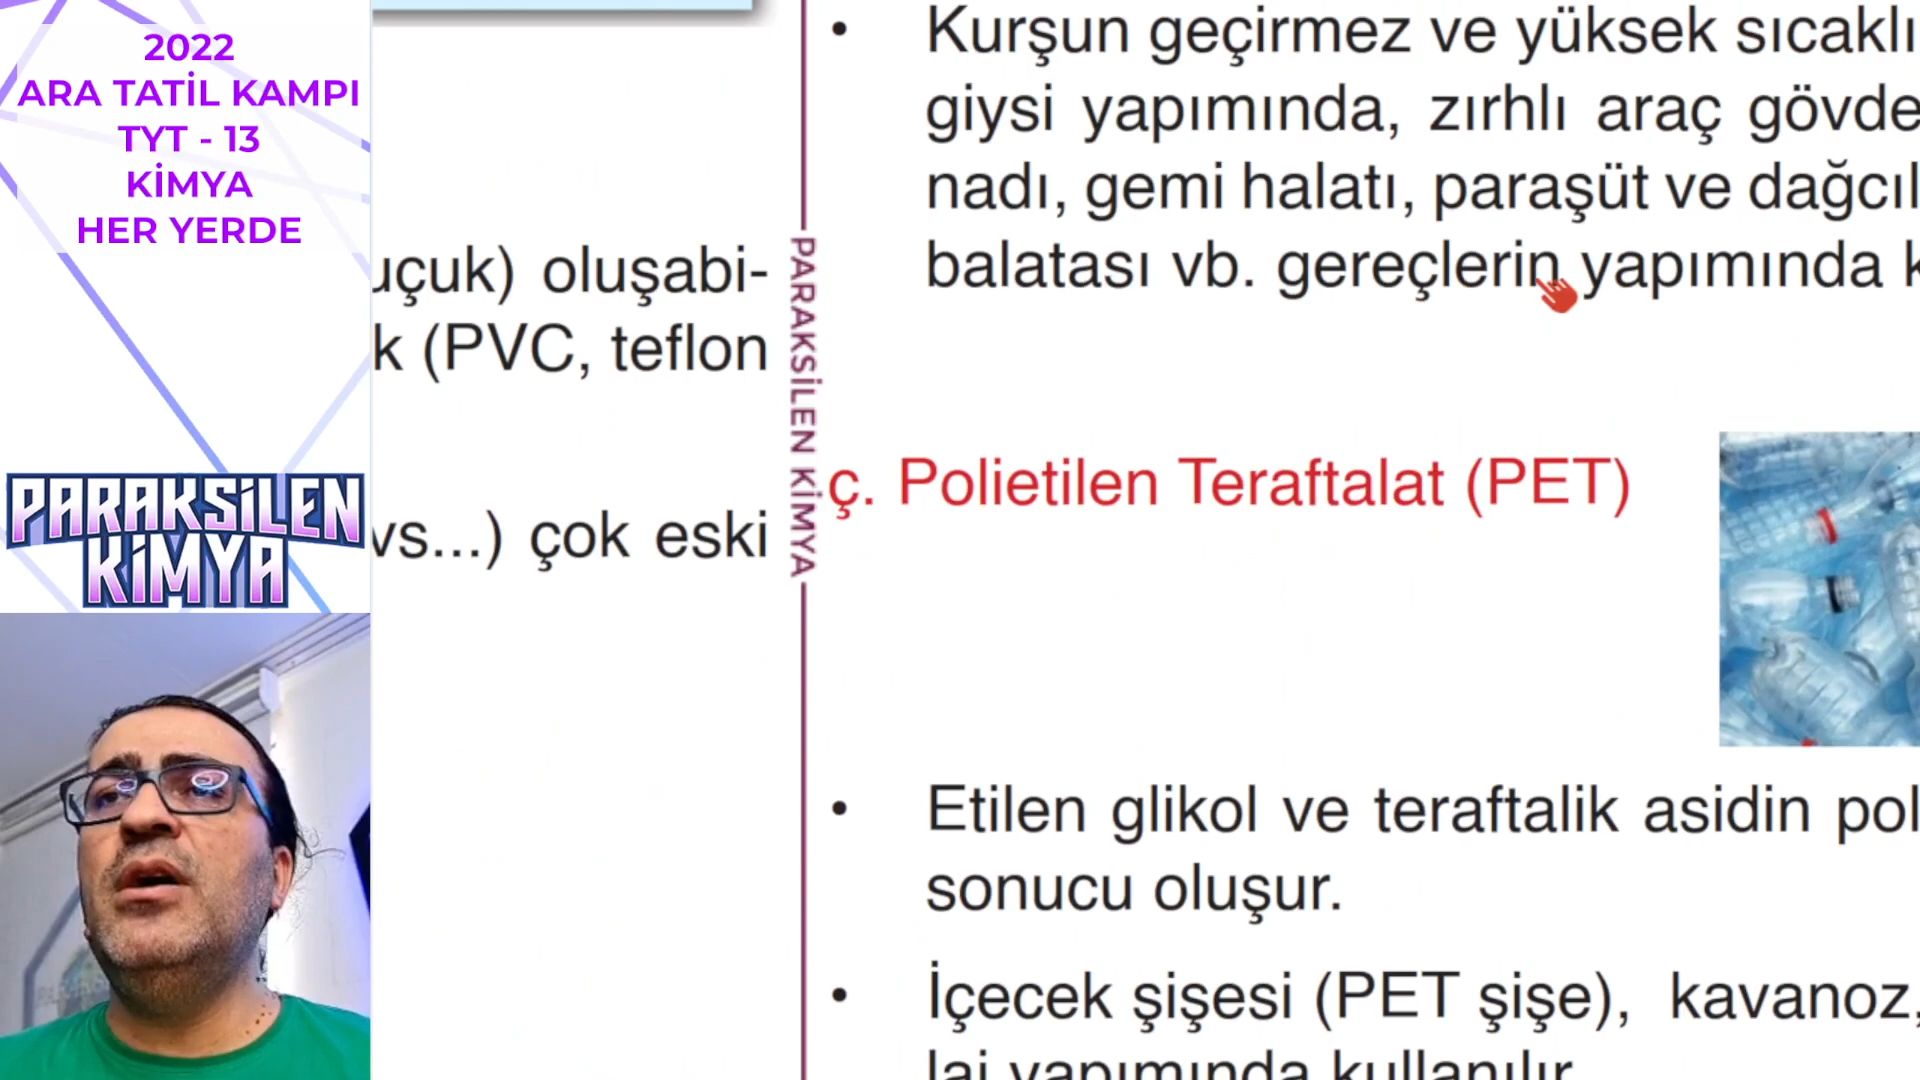 2022
ARA TATİL KAMPI
TYT - 13
KİMYA
HER YERDE
PARAKSİLEN
KİMYA
uçuk) oluşabi-
k (PVC, teflon
vs...) çok eski
PARAKSİLEN KİMYA
• Kurşun geçirmez ve yüksek sıcaklı
giysi yapımında, zırhlı araç gövde
nadı, gemi halatı, paraşüt ve dağcıl
balatası vb. gereçlerin yapımında k
ç. Polietilen Teraftalat (PET)
• Etilen glikol ve teraftalik asidin pol
sonucu oluşur.
• İçecek şişesi (PET şişe), kavanoz,
laj yapımında kullanılır